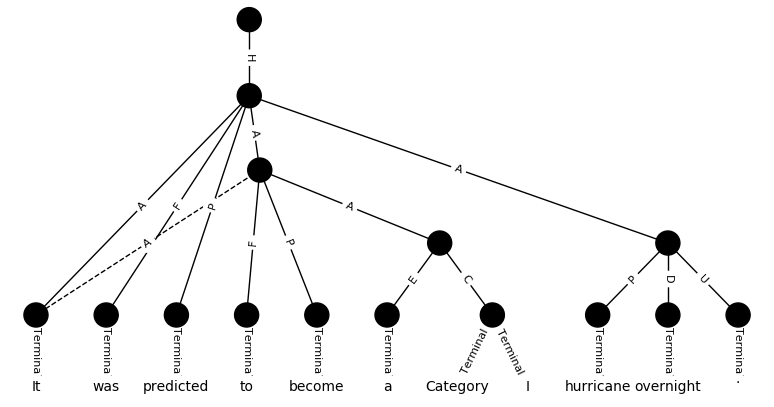 H
A
A
A F P A
A F P
E C P D U
Termina Termina Termina Termina Termina Termina Terminal Terminal Termina Termina Termina
It was predicted to become a Category I hurricane overnight .